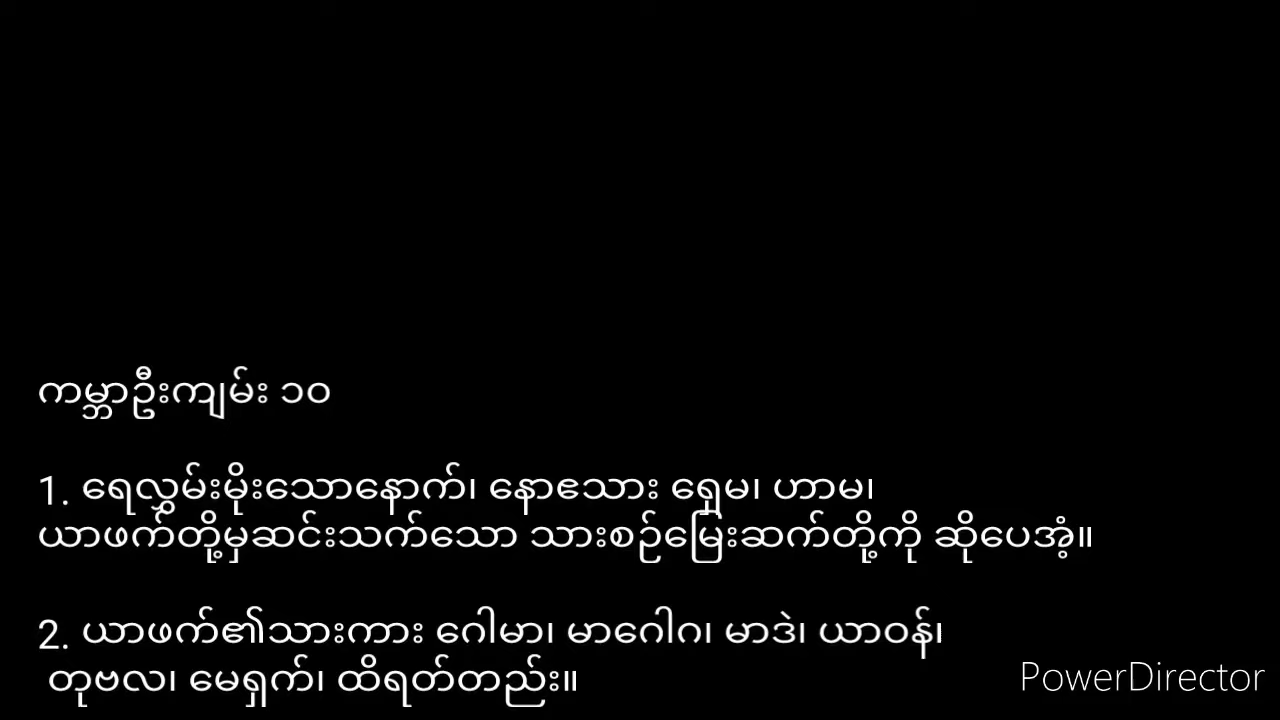 ကမ္ဘာဦးကျမ်း ၁၀
1. ရေလွှမ်းမိုးသောနောက်၊ နောဧသား ရှေမ၊ ဟာမ၊
ယာဖက်တို့မှဆင်းသက်သော သားစဉ်မြေးဆက်တို့ကို ဆိုပေအံ့။
2. ယာဖက်၏သားကား ဂေါမာ၊ မာဂေါဂ၊ မာဒဲ၊ ယာဝန်၊
တုဗလ၊ မေရှက်၊ ထိရတ်တည်း။
PowerDirector